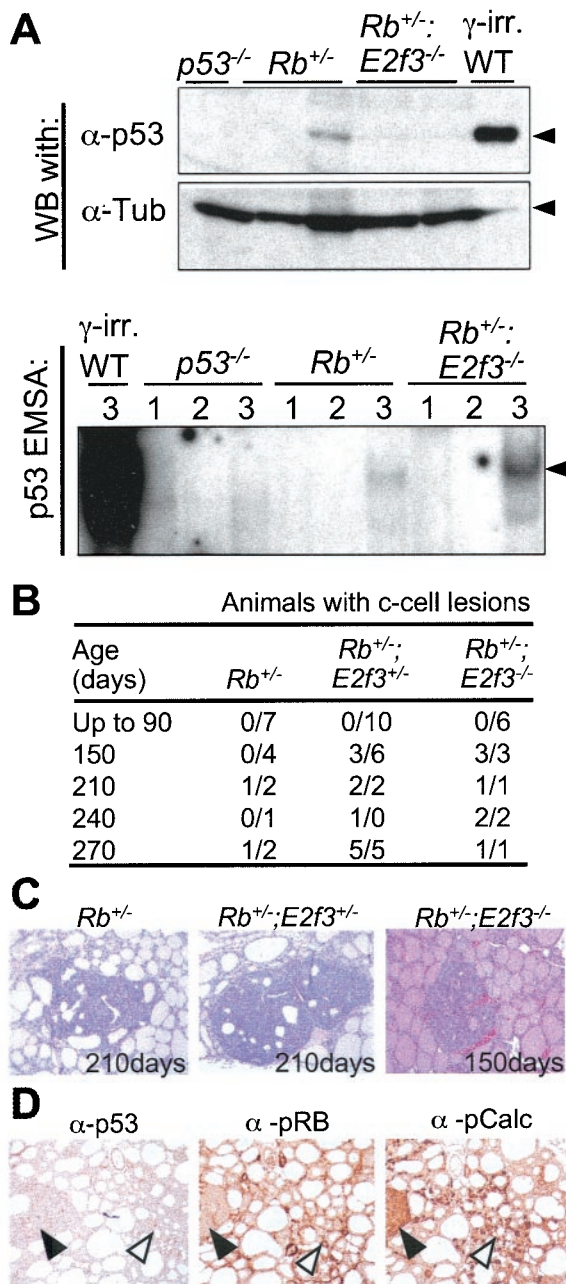 A
p53-/- Rb+/- Rb+/-: E2f3-/- γ-irr. WT
WB with:
α-p53
α-Tub
p53 EMSA:
γ-irr. WT p53-/- Rb+/- Rb+/-: E2f3-/-
3 1 2 3 1 2 3 1 2 3
B
Animals with c-cell lesions
Age (days) Rb+/- Rb+/-; E2f3+/- Rb+/-; E2f3-/-
Up to 90 0/7 0/10 0/6
150 0/4 3/6 3/3
210 1/2 2/2 1/1
240 0/1 1/0 2/2
270 1/2 5/5 1/1
C
Rb+/- Rb+/-;E2f3+/- Rb+/-;E2f3-/-
210days 210days 150days
D
α-p53 α -pRB α -pCalc